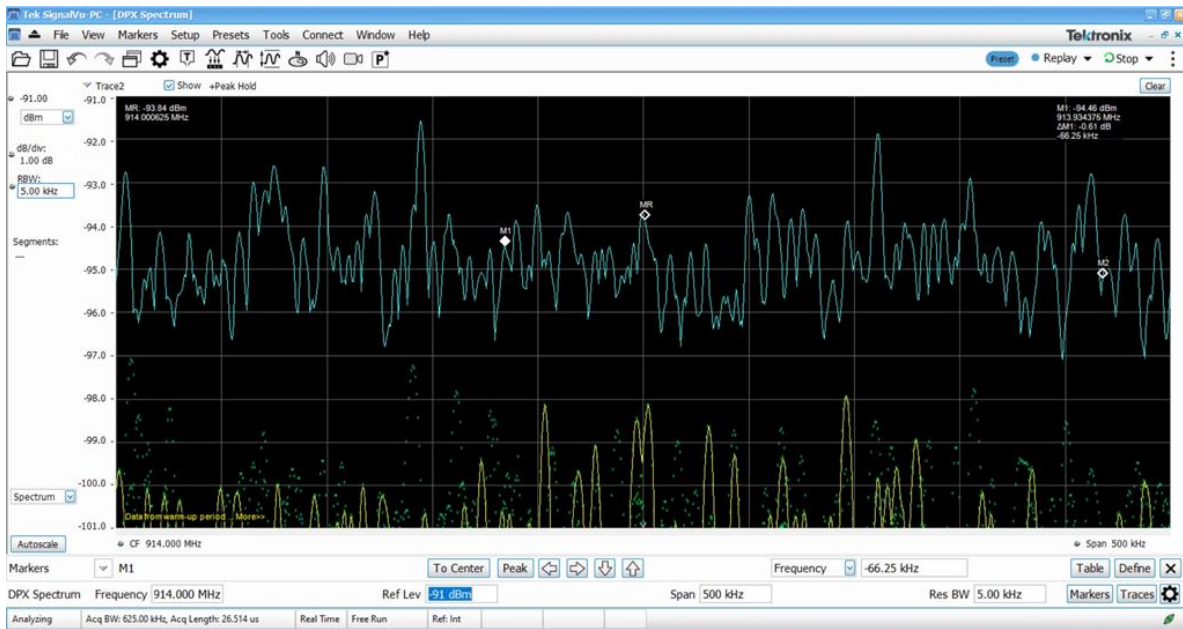 Tek SignalVu-PC - [DPX Spectrum]
File View Markers Setup Presets Tools Connect Window Help
Tektronix
T
P
Preset
Replay
Stop
Trace2
Show
+Peak Hold
Clear
-91.00
dBm
dB/div:
1.00 dB
RBW:
5.00 kHz
Segments:
---
Spectrum
Autoscale
-91.0
-92.0
-93.0
-94.0
-95.0
-96.0
-97.0
-98.0
-99.0
-100.0
-101.0
MR: -93.84 dBm
914.000625 MHz
M1: -94.46 dBm
913.934375 MHz
ΔM1: -0.61 dB
-66.25 kHz
M1
MR
M2
Data from warm-up period... More>>
CF 914.000 MHz
Span 500 kHz
Markers
M1
To Center
Peak
Frequency
-66.25 kHz
Table
Define
DPX Spectrum
Frequency 914.000 MHz
Ref Lev -91 dBm
Span 500 kHz
Res BW 5.00 kHz
Markers
Traces
Analyzing
Acq BW: 625.00 kHz, Acq Length: 26.514 us
Real Time
Free Run
Ref: Int